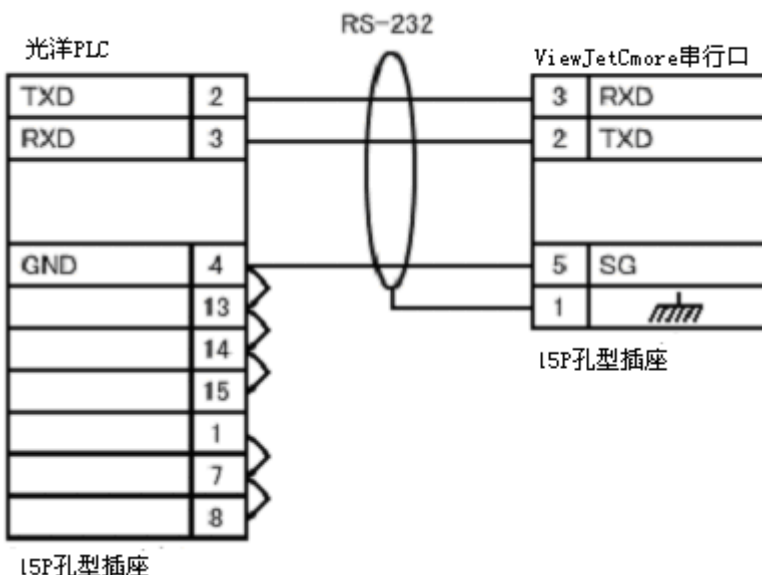 RS-232
光洋PLC
ViewJetCmore串行口
TXD 2 3 RXD
RXD 3 2 TXD
GND 4 5 SG
13 1
14
15
1
7
8
15P孔型插座
15P孔型插座